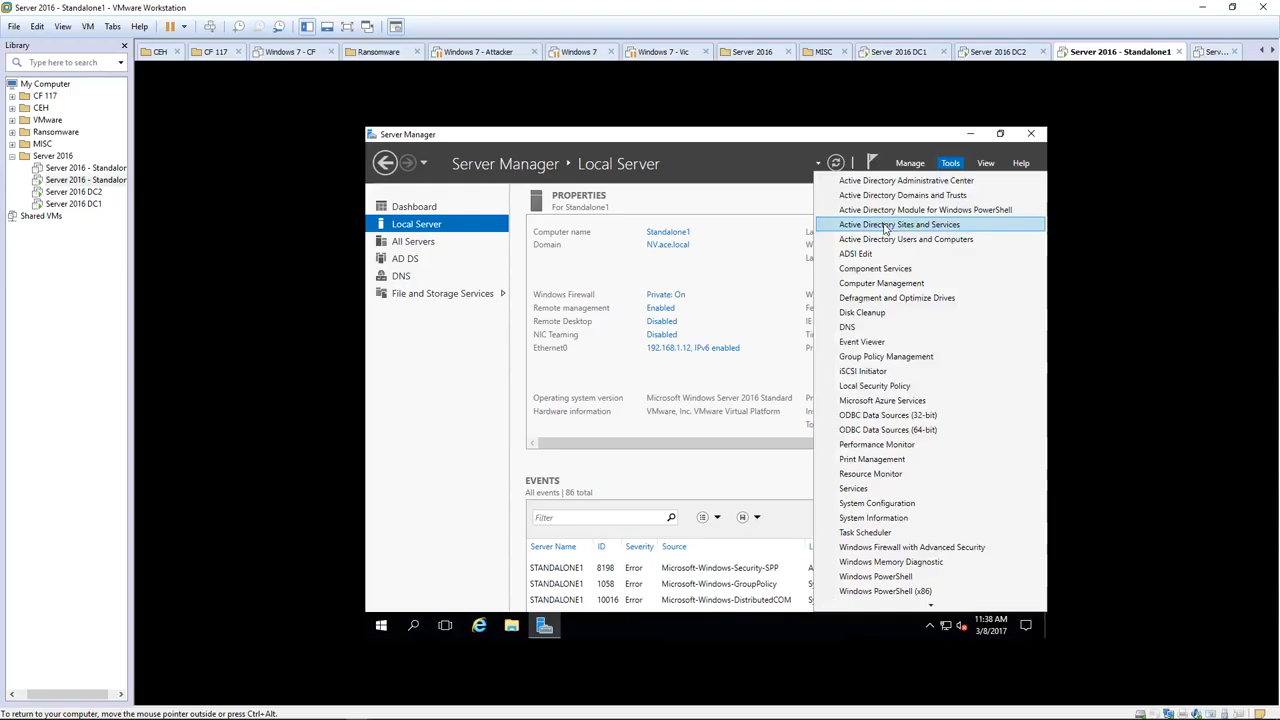 Server 2016 - Standalone1 - VMware Workstation
File Edit View VM Tabs Help
Library
Type here to search
My Computer
CF 117
CEH
VMware
Ransomware
MISC
Server 2016
Server 2016 - Standalor
Server 2016 - Standalor
Server 2016 DC2
Server 2016 DC1
Shared VMs
CEH
CF 117
Windows 7 - CF
Ransomware
Windows 7 - Attacker
Windows 7
Windows 7 - Vic
Server 2016
MISC
Server 2016 DC1
Server 2016 DC2
Server 2016 - Standalone1
Serv...
Server Manager
Server Manager • Local Server
Manage Tools View Help
Dashboard
Local Server
All Servers
AD DS
DNS
File and Storage Services
PROPERTIES
For Standalone1
Computer name Standalone1
Domain NV.ace.local
Windows Firewall Private: On
Remote management Enabled
Remote Desktop Disabled
NIC Teaming Disabled
Ethernet0 192.168.1.12, IPv6 enabled
Operating system version Microsoft Windows Server 2016 Standard
Hardware information VMware, Inc. VMware Virtual Platform
EVENTS
All events | 86 total
Filter
Server Name ID Severity Source
STANDALONE1 8198 Error Microsoft-Windows-Security-SPP
STANDALONE1 1058 Error Microsoft-Windows-GroupPolicy
STANDALONE1 10016 Error Microsoft-Windows-DistributedCOM
Active Directory Administrative Center
Active Directory Domains and Trusts
Active Directory Module for Windows PowerShell
Active Directory Sites and Services
Active Directory Users and Computers
ADSI Edit
Component Services
Computer Management
Defragment and Optimize Drives
Disk Cleanup
DNS
Event Viewer
Group Policy Management
iSCSI Initiator
Local Security Policy
Microsoft Azure Services
ODBC Data Sources (32-bit)
ODBC Data Sources (64-bit)
Performance Monitor
Print Management
Resource Monitor
Services
System Configuration
System Information
Task Scheduler
Windows Firewall with Advanced Security
Windows Memory Diagnostic
Windows PowerShell
Windows PowerShell (x86)
11:38 AM
3/8/2017
To return to your computer, move the mouse pointer outside or press Ctrl+Alt.